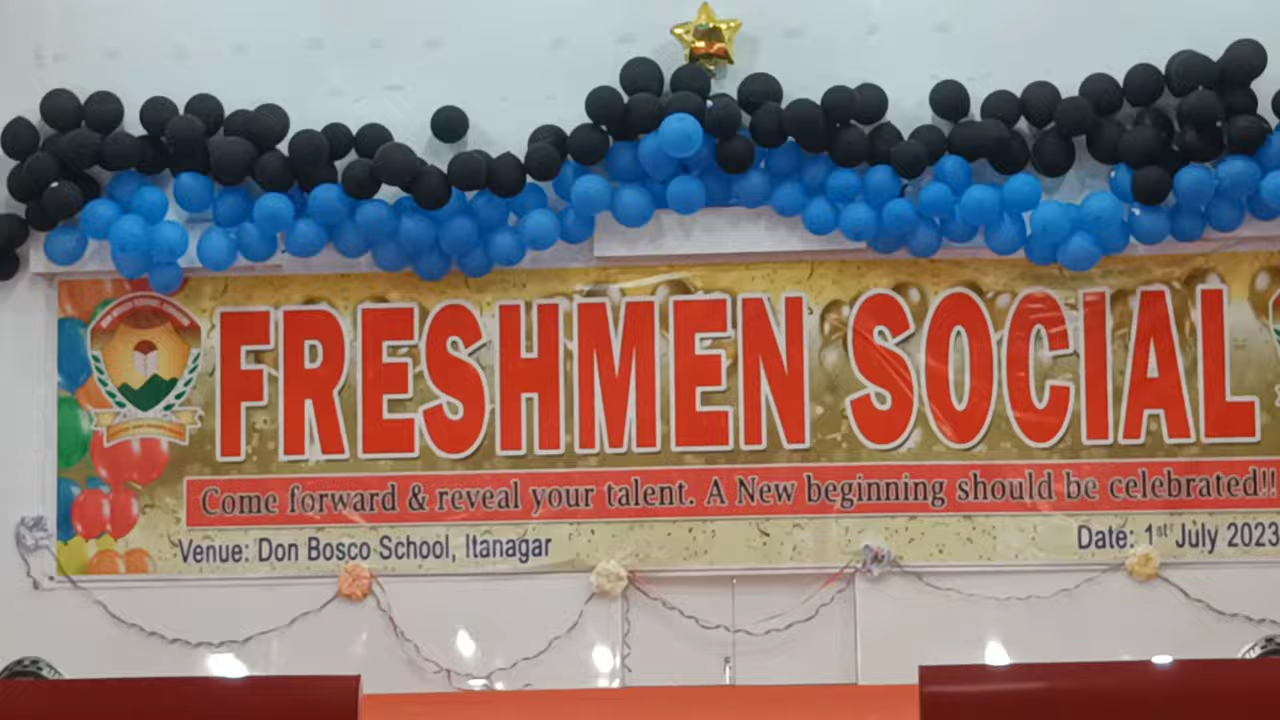 FRESHMEN SOCIAL
Come forward & reveal your talent. A New beginning should be celebrated!!
Venue: Don Bosco School, Itanagar
Date: 1st July 2023